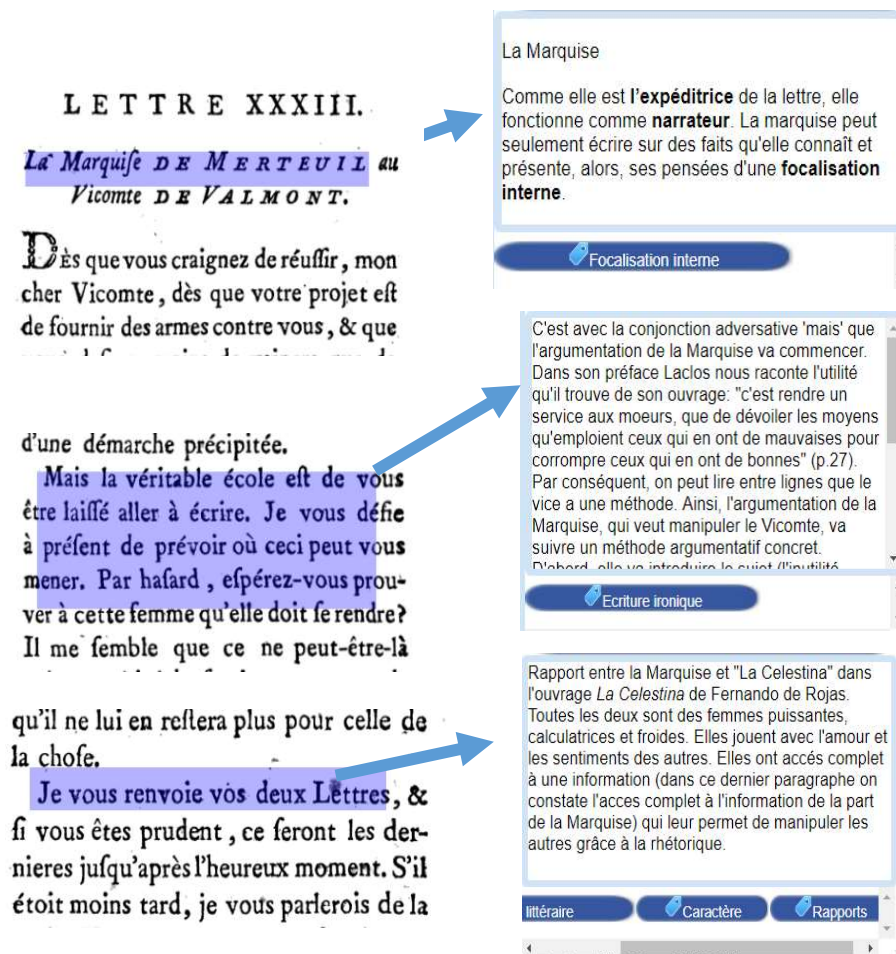 LETTRE XXXIII.
La Marquiſe DE MERTEUIL au
Vicomte DE VALMONT.
Dès que vous craignez de réuſſir, mon
cher Vicomte, dès que votre projet eſt
de fournir des armes contre vous, & que
La Marquise
Comme elle est l'expéditrice de la lettre, elle
fonctionne comme narrateur. La marquise peut
seulement écrire sur des faits qu'elle connaît et
présente, alors, ses pensées d'une focalisation
interne.
Focalisation interne
d'une démarche précipitée.
Mais la véritable école eſt de vous
être laiſſé aller à écrire. Je vous défie
à préſent de prévoir où ceci peut vous
mener. Par haſard, eſpérez-vous prou-
ver à cette femme qu'elle doit ſe rendre?
Il me ſemble que ce ne peut-être-là
C'est avec la conjonction adversative 'mais' que
l'argumentation de la Marquise va commencer.
Dans son préface Laclos nous raconte l'utilité
qu'il trouve de son ouvrage: "c'est rendre un
service aux moeurs, que de dévoiler les moyens
qu'emploient ceux qui en ont de mauvaises pour
corrompre ceux qui en ont de bonnes" (p.27).
Par conséquent, on peut lire entre lignes que le
vice a une méthode. Ainsi, l'argumentation de la
Marquise, qui veut manipuler le Vicomte, va
suivre un méthode argumentatif concret.
D'abord, elle va introduire le sujet (l'inutilité
Ecriture ironique
qu'il ne lui en reſtera plus pour celle de
la choſe.
Je vous renvoie vos deux Lettres, &
ſi vous êtes prudent, ce ſeront les der-
nieres juſqu'après l'heureux moment. S'il
étoit moins tard, je vous parlerois de la
Rapport entre la Marquise et "La Celestina" dans
l'ouvrage La Celestina de Fernando de Rojas.
Toutes les deux sont des femmes puissantes,
calculatrices et froides. Elles jouent avec l'amour et
les sentiments des autres. Elles ont accés complet
à une information (dans ce dernier paragraphe on
constate l'acces complet à l'information de la part
de la Marquise) qui leur permet de manipuler les
autres grâce à la rhétorique.
littéraire
Caractère
Rapports